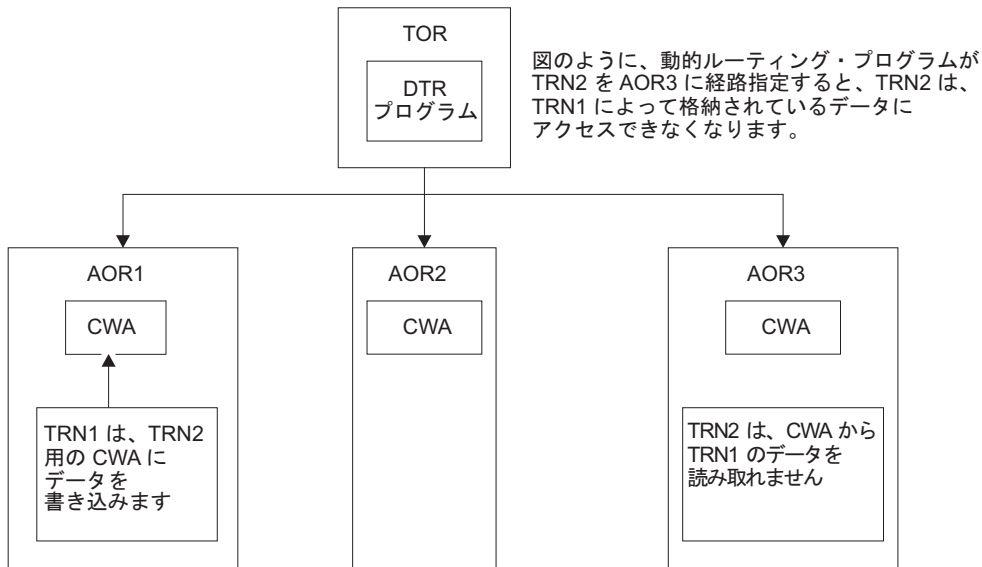 TOR
DTR
プログラム
図のように、動的ルーティング・プログラムが
TRN2 を AOR3 に経路指定すると、TRN2 は、
TRN1 によって格納されているデータに
アクセスできなくなります。
AOR1
CWA
TRN1 は、TRN2
用の CWA に
データを
書き込みます
AOR2
CWA
AOR3
CWA
TRN2 は、CWA から
TRN1 のデータを
読み取れません